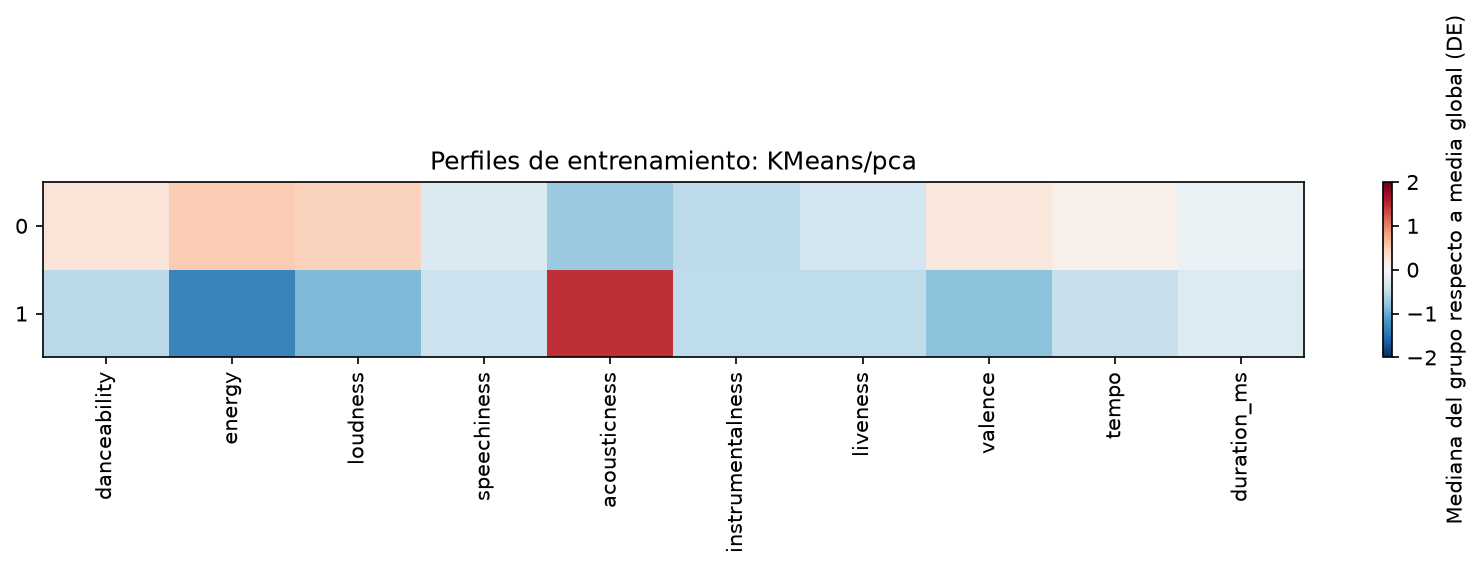 Perfiles de entrenamiento: KMeans/pca
0
1
danceability
energy
loudness
speechiness
acousticness
instrumentalness
liveness
valence
tempo
duration_ms
2
1
0
−1
−2
Mediana del grupo respecto a media global (DE)